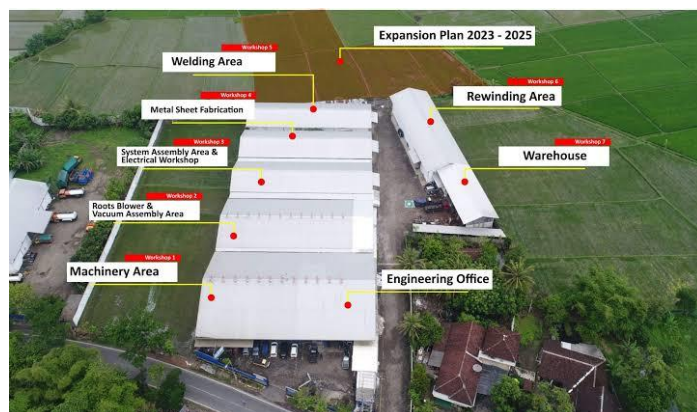 Expansion Plan 2023 - 2025
Workshop 5
Welding Area
Workshop 6
Rewinding Area
Workshop 4
Metal Sheet Fabrication
Workshop 3
System Assembly Area &
Electrical Workshop
Workshop 7
Warehouse
Workshop 2
Roots Blower &
Vacuum Assembly Area
Workshop 1
Machinery Area
Engineering Office